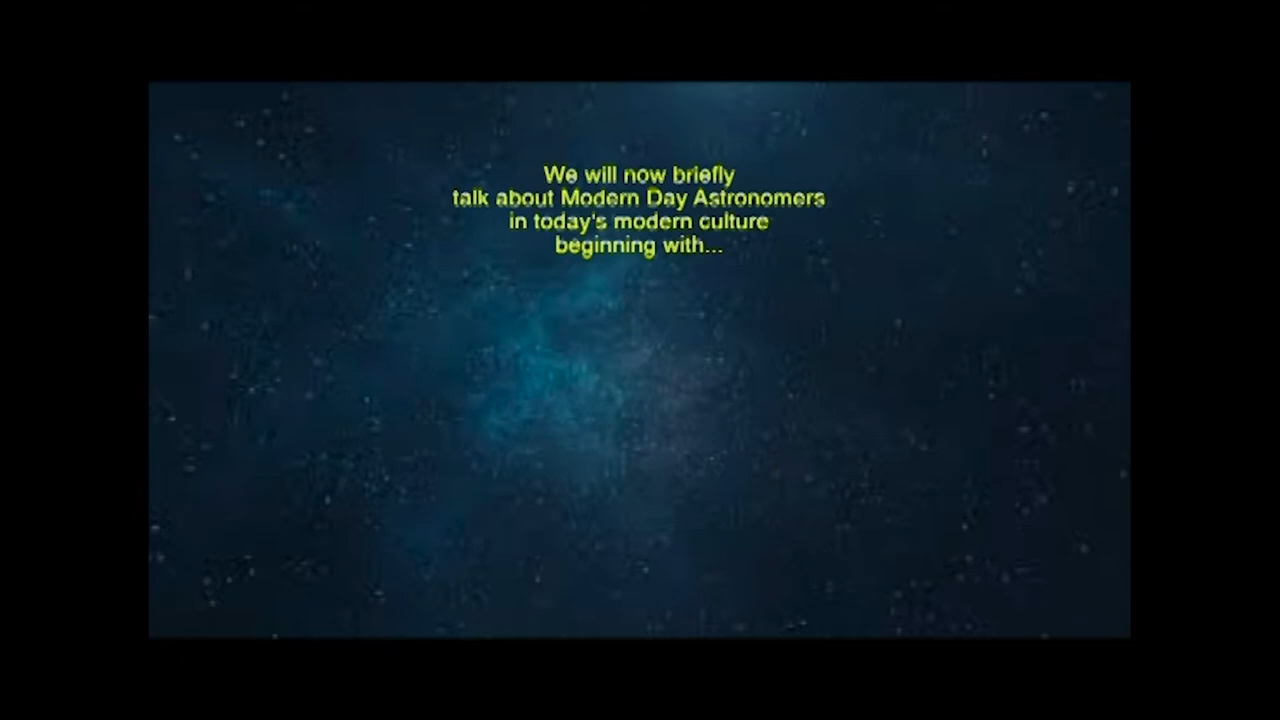 We will now briefly
talk about Modern Day Astronomers
in today's modern culture
beginning with...